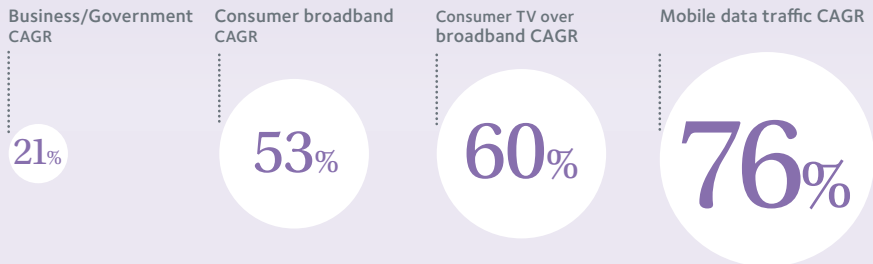 Business/Government
CAGR
21%
Consumer broadband
CAGR
53%
Consumer TV over
broadband CAGR
60%
Mobile data traffic CAGR
76%